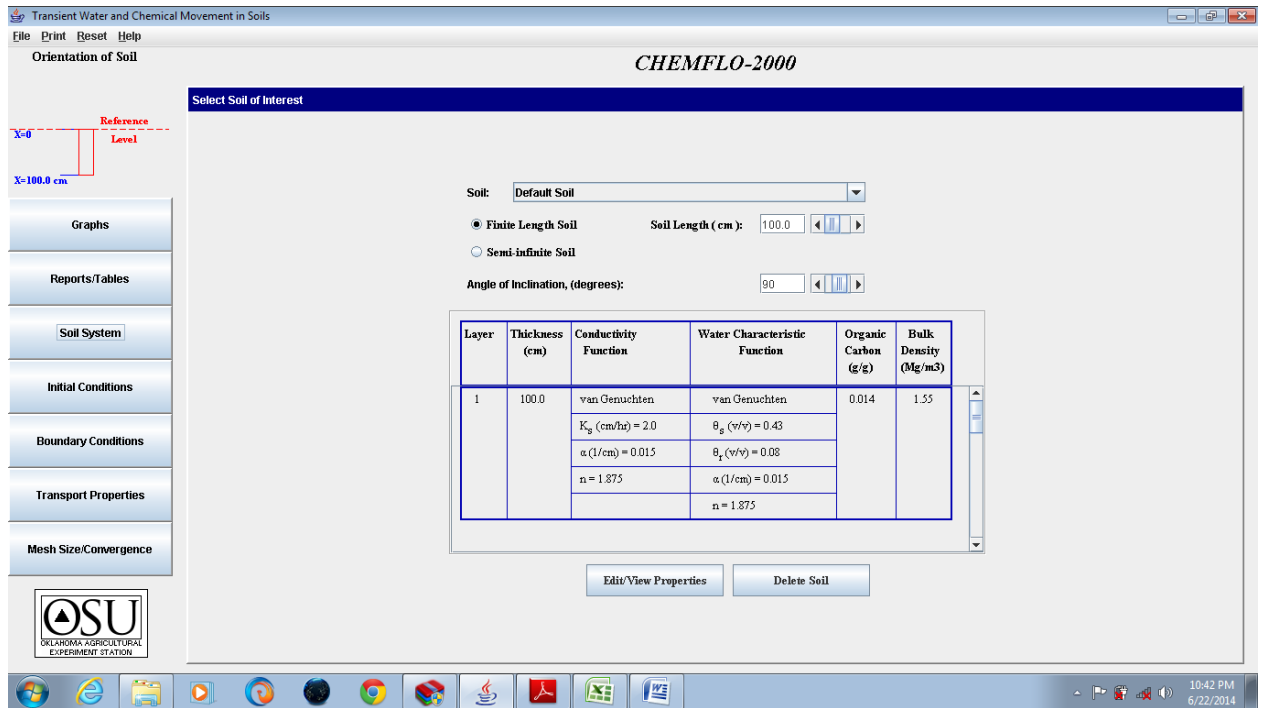 Transient Water and Chemical Movement in Soils
File Print Reset Help
Orientation of Soil
CHEMFLO-2000
Select Soil of Interest
Reference
X=0
Level
X=100.0 cm
Soil: Default Soil
Finite Length Soil Soil Length ( cm ): 100.0
Semi-infinite Soil
Angle of Inclination, (degrees): 90
Graphs
Reports/Tables
Soil System
Initial Conditions
Boundary Conditions
Transport Properties
Mesh Size/Convergence
Layer Thickness (cm) Conductivity Function Water Characteristic Function Organic Carbon (g/g) Bulk Density (Mg/m3)
1 100.0 van Genuchten van Genuchten 0.014 1.55
Ks (cm/hr) = 2.0 θs (v/v) = 0.43
α (1/cm) = 0.015 θr (v/v) = 0.08
n = 1.875 α (1/cm) = 0.015
n = 1.875
Edit/View Properties Delete Soil
OSU
OKLAHOMA AGRICULTURAL
EXPERIMENT STATION
10:42 PM
6/22/2014